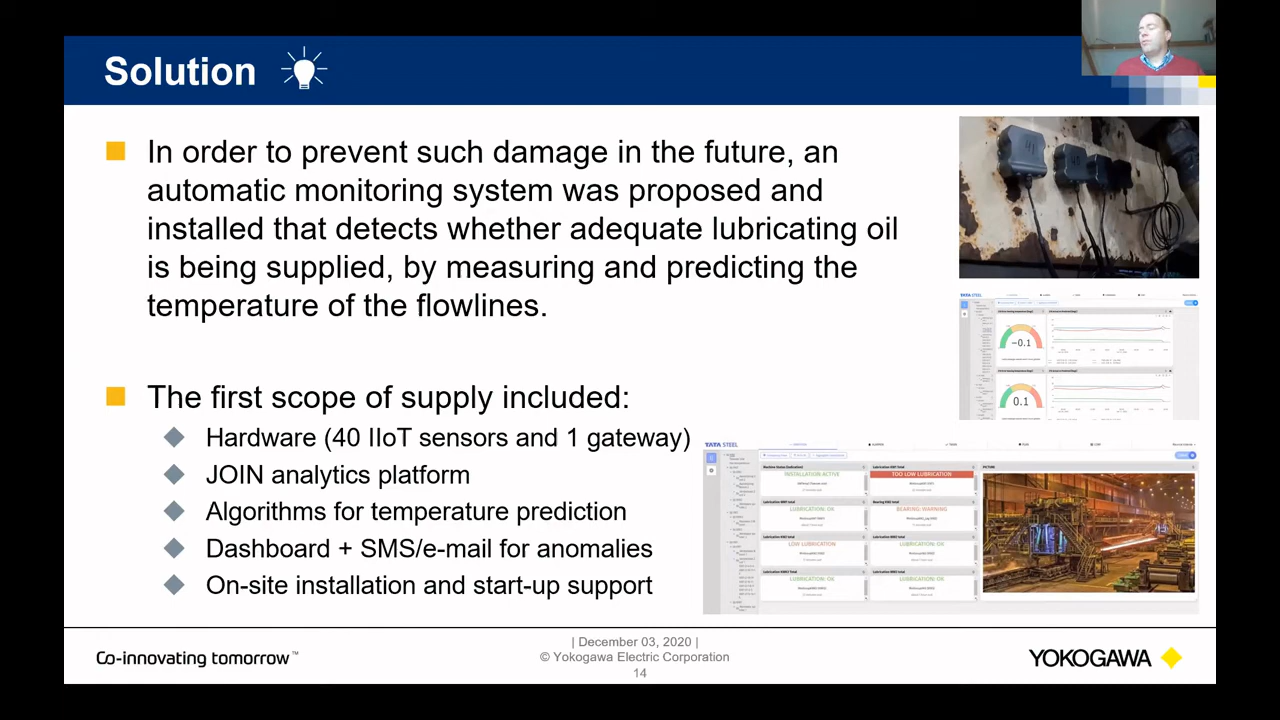 Solution
In order to prevent such damage in the future, an
automatic monitoring system was proposed and
installed that detects whether adequate lubricating oil
is being supplied, by measuring and predicting the
temperature of the flowlines.
The first scope of supply included:
Hardware (40 IIoT sensors and 1 gateway)
JOIN analytics platform
Algorithms for temperature prediction
Dashboard + SMS/e-mail for anomalies
On-site installation and start-up support
41
TATA STEEL
−0.1
0.1
TATA STEEL
INSTALLATION ACTIVE
TOO LOW LUBRICATION
LUBRICATION: OK
BEARING: WARNING
LOW LUBRICATION
LUBRICATION: OK
LUBRICATION: OK
LUBRICATION: OK
PICTURE
Co-innovating tomorrow™
| December 03, 2020 |
© Yokogawa Electric Corporation
14
YOKOGAWA